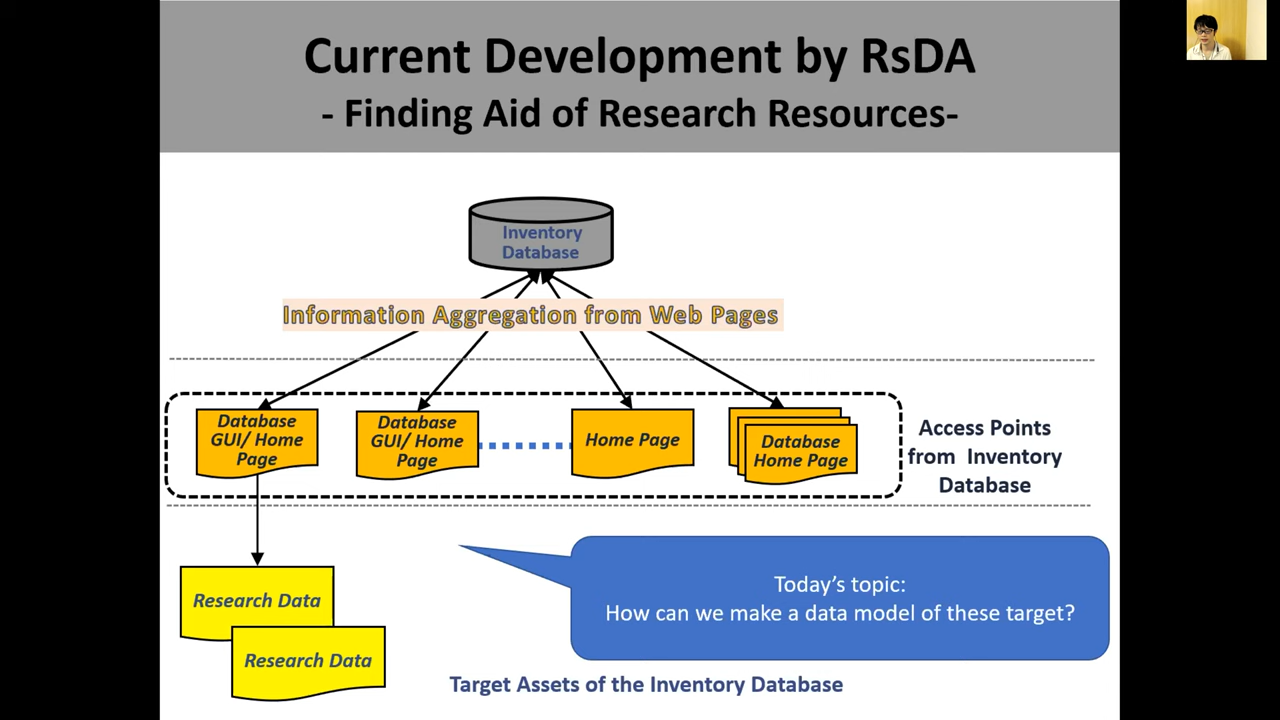 Current Development by RsDA
- Finding Aid of Research Resources-
Inventory
Database
Information Aggregation from Web Pages
Database
GUI/ Home
Page
Database
GUI/ Home
Page
Home Page
Database
Home Page
Access Points
from Inventory
Database
Research Data
Research Data
Today's topic:
How can we make a data model of these target?
Target Assets of the Inventory Database